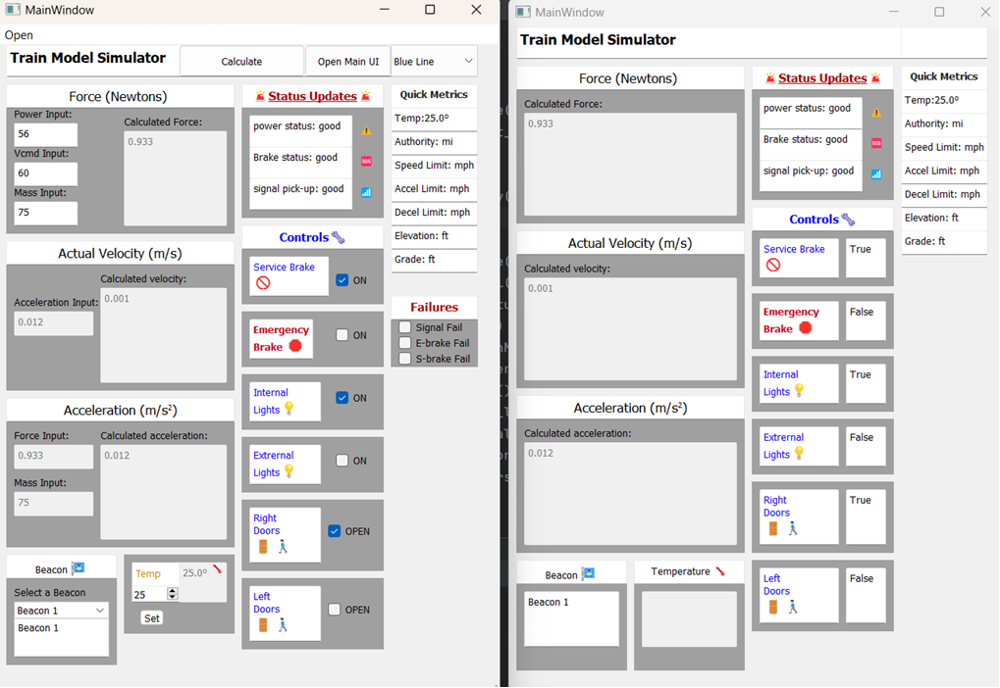 MainWindow
Open
Train Model Simulator
Calculate
Open Main UI
Blue Line
Force (Newtons)
Power Input:
56
Vcmd Input:
60
Mass Input:
75
Calculated Force:
0.933
Actual Velocity (m/s)
Calculated velocity:
0.001
Acceleration Input:
0.012
Acceleration (m/s²)
Force Input:
0.933
Mass Input:
75
Calculated acceleration:
0.012
Beacon
Select a Beacon
Beacon 1
Beacon 1
Temp
25.0°
25
Set
Status Updates
power status: good
Brake status: good
SOS
signal pick-up: good
Controls
Service Brake
ON
Emergency
Brake
ON
Internal
Lights
ON
Extrernal
Lights
ON
Right
Doors
OPEN
Left
Doors
OPEN
Quick Metrics
Temp:25.0°
Authority: mi
Speed Limit: mph
Accel Limit: mph
Decel Limit: mph
Elevation: ft
Grade: ft
Failures
Signal Fail
E-brake Fail
S-brake Fail
MainWindow
Train Model Simulator
Force (Newtons)
Calculated Force:
0.933
Actual Velocity (m/s)
Calculated velocity:
0.001
Acceleration (m/s²)
Calculated acceleration:
0.012
Beacon
Beacon 1
Temperature
Status Updates
power status: good
Brake status: good
SOS
signal pick-up: good
Controls
Service Brake
True
Emergency
Brake
False
Internal
Lights
True
Extrernal
Lights
False
Right
Doors
True
Left
Doors
False
Quick Metrics
Temp:25.0°
Authority: mi
Speed Limit: mph
Accel Limit: mph
Decel Limit: mph
Elevation: ft
Grade: ft